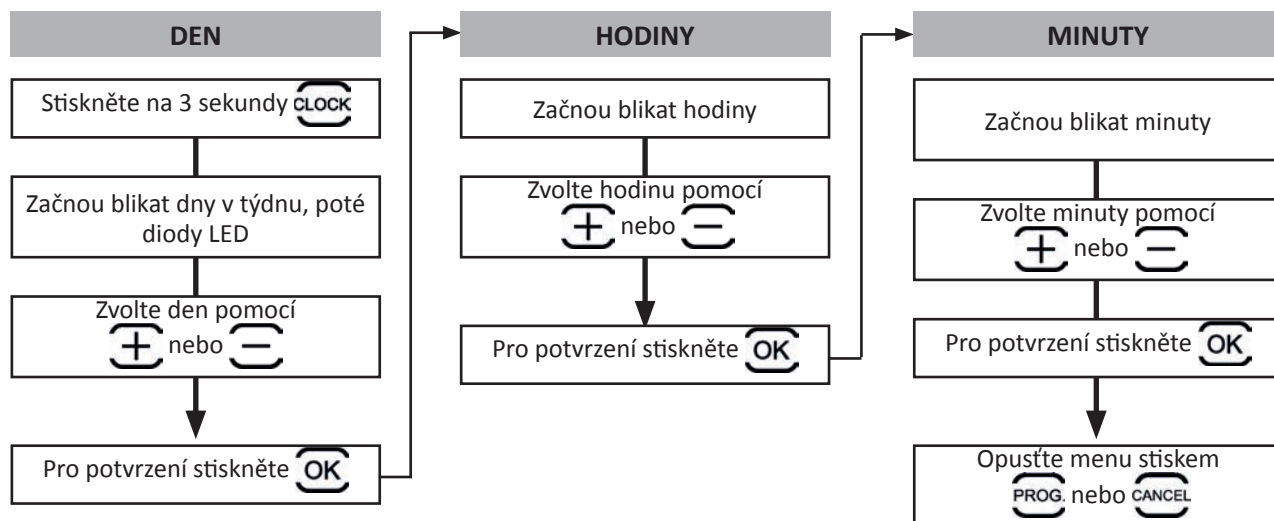 DEN
Stiskněte na 3 sekundy CLOCK
Začnou blikat dny v týdnu, poté
diody LED
Zvolte den pomocí
+ nebo −
Pro potvrzení stiskněte OK
HODINY
Začnou blikat hodiny
Zvolte hodinu pomocí
+ nebo −
Pro potvrzení stiskněte OK
MINUTY
Začnou blikat minuty
Zvolte minuty pomocí
+ nebo −
Pro potvrzení stiskněte OK
Opusťte menu stiskem
PROG. nebo CANCEL